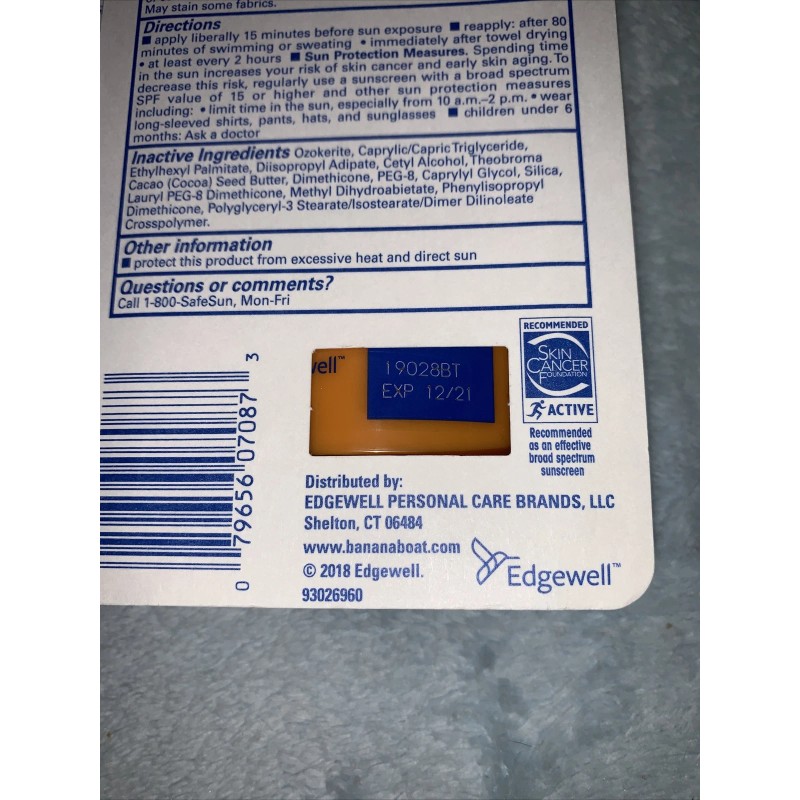 May stain some fabrics.
Directions
■ apply liberally 15 minutes before sun exposure ■ reapply: after 80
minutes of swimming or sweating • immediately after towel drying
• at least every 2 hours ■ Sun Protection Measures. Spending time
in the sun increases your risk of skin cancer and early skin aging. To
decrease this risk, regularly use a sunscreen with a broad spectrum
SPF value of 15 or higher and other sun protection measures
including: • limit time in the sun, especially from 10 a.m.–2 p.m. • wear
long-sleeved shirts, pants, hats, and sunglasses ■ children under 6
months: Ask a doctor
Inactive Ingredients Ozokerite, Caprylic/Capric Triglyceride,
Ethylhexyl Palmitate, Diisopropyl Adipate, Cetyl Alcohol, Theobroma
Cacao (Cocoa) Seed Butter, Dimethicone, PEG-8, Caprylyl Glycol, Silica,
Lauryl PEG-8 Dimethicone, Methyl Dihydroabietate, Phenylisopropyl
Dimethicone, Polyglyceryl-3 Stearate/Isostearate/Dimer Dilinoleate
Crosspolymer.
Other information
■ protect this product from excessive heat and direct sun
Questions or comments?
Call 1-800-SafeSun, Mon-Fri
0 79656 07087 3
well™
19028BT
EXP 12/21
RECOMMENDED
SKIN
CANCER
FOUNDATION
ACTIVE
Recommended
as an effective
broad spectrum
sunscreen
Distributed by:
EDGEWELL PERSONAL CARE BRANDS, LLC
Shelton, CT 06484
www.bananaboat.com
© 2018 Edgewell.
93026960
Edgewell™